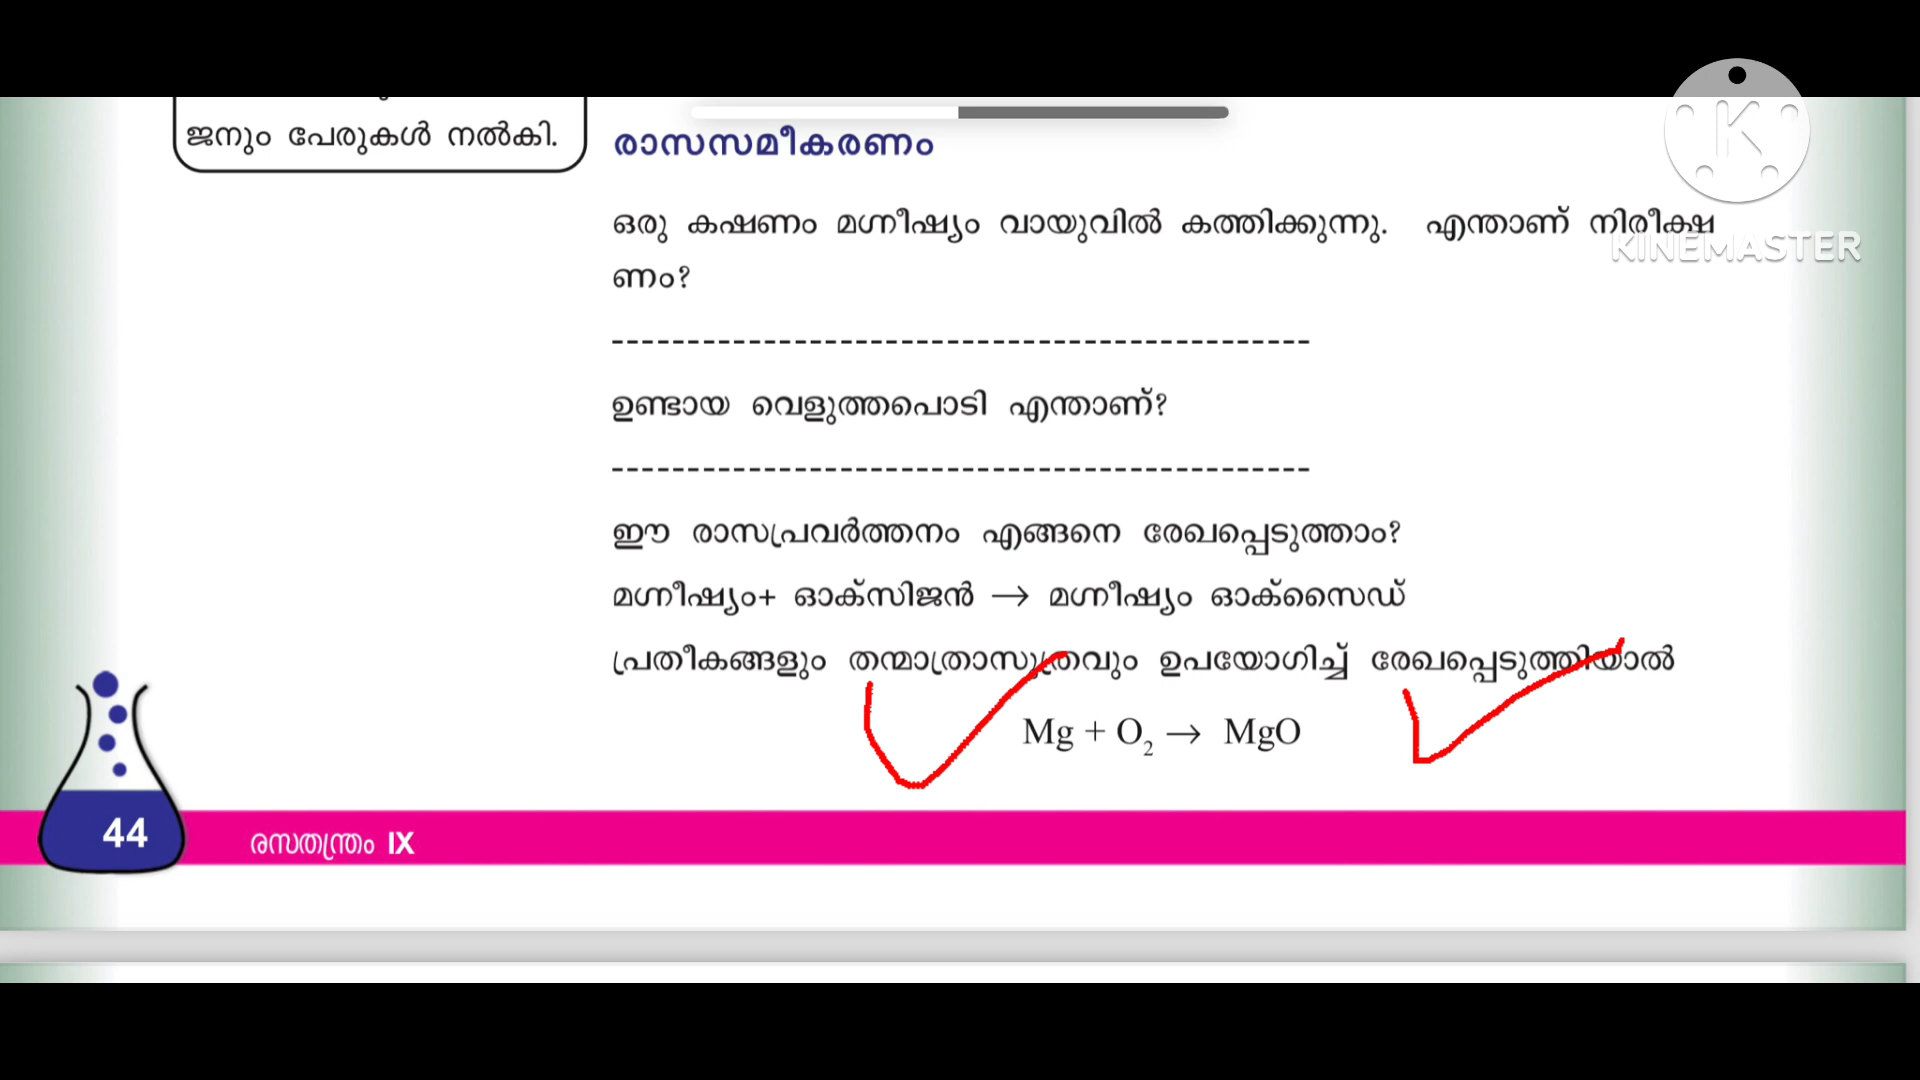 ജനും പേരുകൾ നൽകി.
രാസസമീകരണം
ഒരു കഷണം മഗ്നീഷ്യം വായുവിൽ കത്തിക്കുന്നു. എന്താണ് നിരീക്ഷ
ണം?
ഉണ്ടായ വെളുത്തപൊടി എന്താണ്?
ഈ രാസപ്രവർത്തനം എങ്ങനെ രേഖപ്പെടുത്താം?
മഗ്നീഷ്യം+ ഓക്സിജൻ → മഗ്നീഷ്യം ഓക്സൈഡ്
പ്രതീകങ്ങളും തന്മാത്രാസൂത്രവും ഉപയോഗിച്ച് രേഖപ്പെടുത്തിയാൽ
Mg + O₂ → MgO
44
രസതന്ത്രം IX
K
KINEMASTER